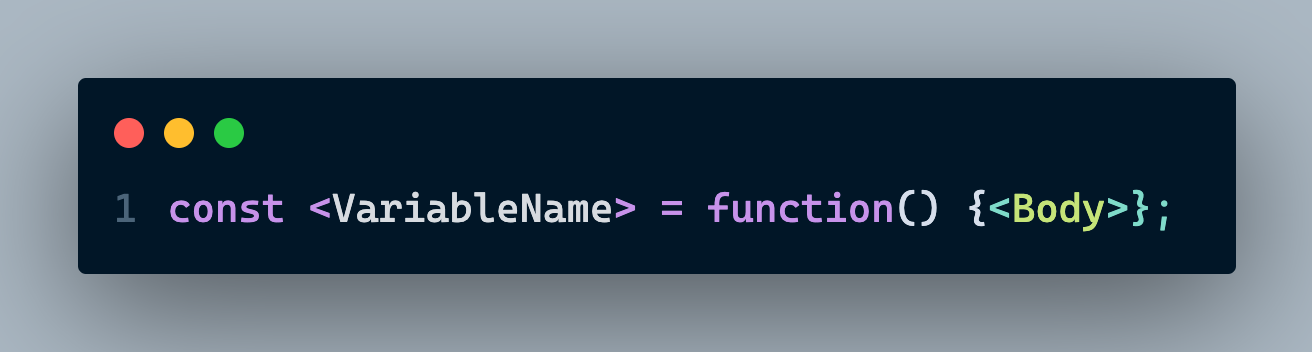 1 const <VariableName> = function() {<Body>};